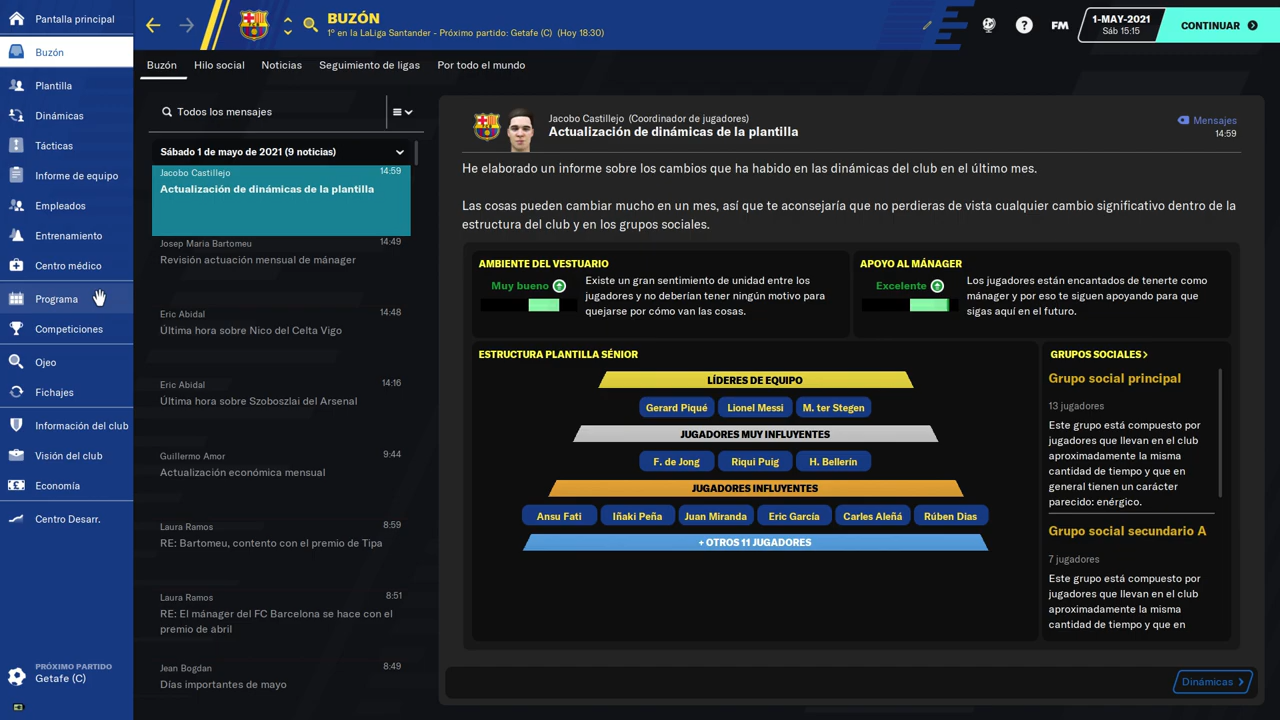 Pantalla principal
Buzón
Plantilla
Dinámicas
Tácticas
Informe de equipo
Empleados
Entrenamiento
Centro médico
Programa
Competiciones
Ojeo
Fichajes
Información del club
Visión del club
Economía
Centro Desarr.
PRÓXIMO PARTIDO
Getafe (C)
BUZÓN
1º en la LaLiga Santander - Próximo partido: Getafe (C) (Hoy 18:30)
?
FM
1-MAY-2021
Sáb 15:15
CONTINUAR
Buzón Hilo social Noticias Seguimiento de ligas Por todo el mundo
Todos los mensajes
Sábado 1 de mayo de 2021 (9 noticias)
Jacobo Castillejo 14:59
Actualización de dinámicas de la plantilla
Josep Maria Bartomeu 14:49
Revisión actuación mensual de mánager
Eric Abidal 14:48
Última hora sobre Nico del Celta Vigo
Eric Abidal 14:16
Última hora sobre Szoboszlai del Arsenal
Guillermo Amor 9:44
Actualización económica mensual
Laura Ramos 8:59
RE: Bartomeu, contento con el premio de Tipa
Laura Ramos 8:51
RE: El mánager del FC Barcelona se hace con el
premio de abril
Jean Bogdan 8:49
Días importantes de mayo
Jacobo Castillejo (Coordinador de jugadores)
Actualización de dinámicas de la plantilla
Mensajes
14:59
He elaborado un informe sobre los cambios que ha habido en las dinámicas del club en el último mes.
Las cosas pueden cambiar mucho en un mes, así que te aconsejaría que no perdieras de vista cualquier cambio significativo dentro de la
estructura del club y en los grupos sociales.
AMBIENTE DEL VESTUARIO
Muy bueno
Existe un gran sentimiento de unidad entre los
jugadores y no deberían tener ningún motivo para
quejarse por cómo van las cosas.
APOYO AL MÁNAGER
Excelente
Los jugadores están encantados de tenerte como
mánager y por eso te siguen apoyando para que
sigas aquí en el futuro.
ESTRUCTURA PLANTILLA SÉNIOR
LÍDERES DE EQUIPO
Gerard Piqué Lionel Messi M. ter Stegen
JUGADORES MUY INFLUYENTES
F. de Jong Riqui Puig H. Bellerín
JUGADORES INFLUYENTES
Ansu Fati Iñaki Peña Juan Miranda Eric García Carles Aleñá Rúben Dias
+ OTROS 11 JUGADORES
GRUPOS SOCIALES
Grupo social principal
13 jugadores
Este grupo está compuesto por
jugadores que llevan en el club
aproximadamente la misma
cantidad de tiempo y que en
general tienen un carácter
parecido: enérgico.
Grupo social secundario A
7 jugadores
Este grupo está compuesto por
jugadores que llevan en el club
aproximadamente la misma
cantidad de tiempo y que en
Dinámicas